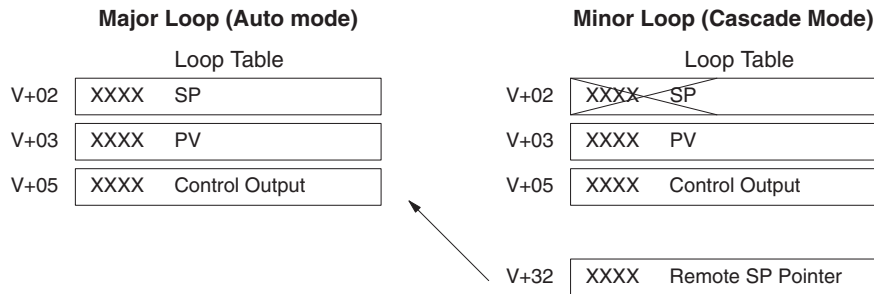 Major Loop (Auto mode)
Loop Table
V+02 XXXX SP
V+03 XXXX PV
V+05 XXXX Control Output
Minor Loop (Cascade Mode)
Loop Table
V+02 XXXX SP
V+03 XXXX PV
V+05 XXXX Control Output
V+32 XXXX Remote SP Pointer